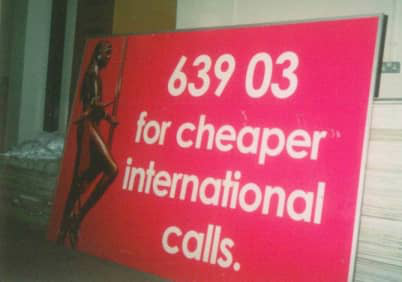 639 03
for cheaper
international
calls.